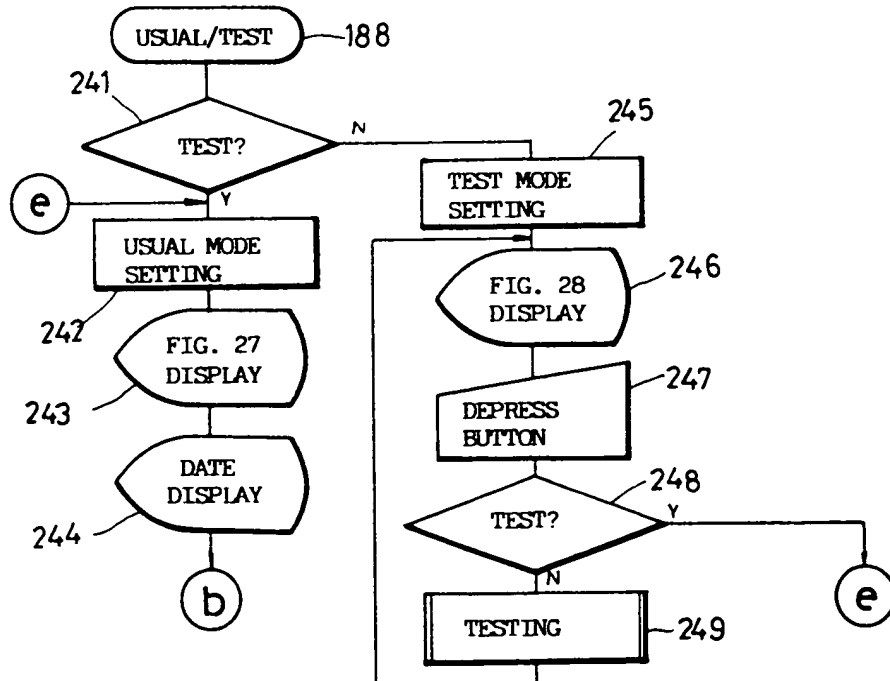 USUAL/TEST
188
241
TEST?
N
Y
e
USUAL MODE
SETTING
242
FIG. 27
DISPLAY
243
DATE
DISPLAY
244
b
245
TEST MODE
SETTING
FIG. 28
DISPLAY
246
247
DEPRESS
BUTTON
248
TEST?
Y
N
e
TESTING
249